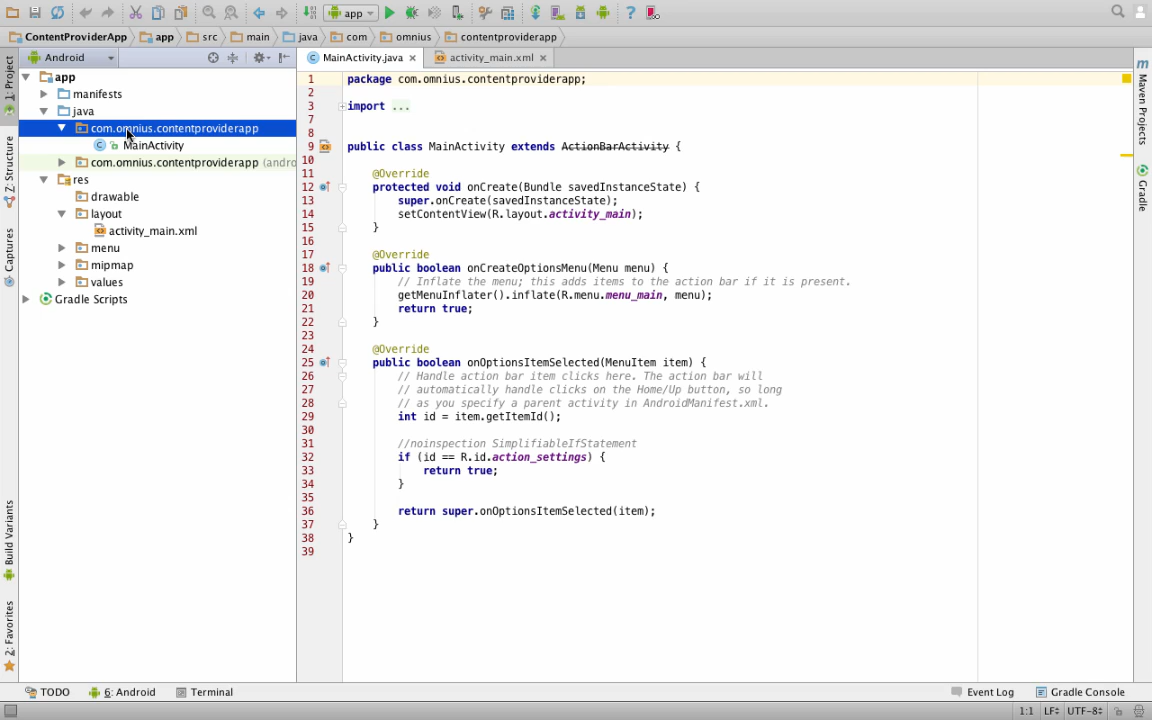 app
ContentProviderApp app src main java com omnius contentproviderapp
1: Project
Z: Structure
Captures
Build Variants
2: Favorites
Android
app
manifests
java
com.omnius.contentproviderapp
MainActivity
com.omnius.contentproviderapp (andro
res
drawable
layout
activity_main.xml
menu
mipmap
values
Gradle Scripts
MainActivity.java activity_main.xml
1 package com.omnius.contentproviderapp;
2
3 import ...
7
8
9 public class MainActivity extends ActionBarActivity {
10
11 @Override
12 protected void onCreate(Bundle savedInstanceState) {
13 super.onCreate(savedInstanceState);
14 setContentView(R.layout.activity_main);
15 }
16
17 @Override
18 public boolean onCreateOptionsMenu(Menu menu) {
19 // Inflate the menu; this adds items to the action bar if it is present.
20 getMenuInflater().inflate(R.menu.menu_main, menu);
21 return true;
22 }
23
24 @Override
25 public boolean onOptionsItemSelected(MenuItem item) {
26 // Handle action bar item clicks here. The action bar will
27 // automatically handle clicks on the Home/Up button, so long
28 // as you specify a parent activity in AndroidManifest.xml.
29 int id = item.getItemId();
30
31 //noinspection SimplifiableIfStatement
32 if (id == R.id.action_settings) {
33 return true;
34 }
35
36 return super.onOptionsItemSelected(item);
37 }
38 }
39
Maven Projects
Gradle
TODO 6: Android Terminal Event Log Gradle Console
1:1 LF UTF-8